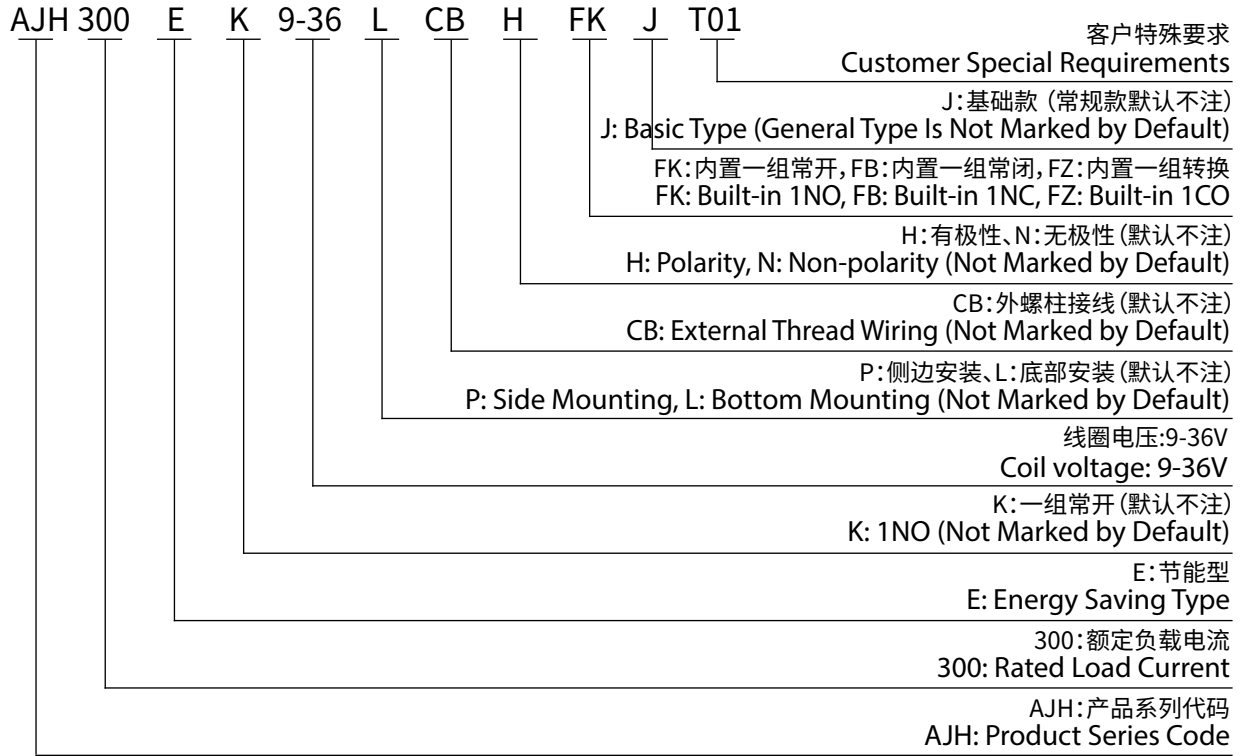 AJH 300 E K 9-36 L CB H FK J T01
客户特殊要求
Customer Special Requirements
J:基础款 (常规款默认不注)
J: Basic Type (General Type Is Not Marked by Default)
FK:内置一组常开,FB:内置一组常闭,FZ:内置一组转换
FK: Built-in 1NO, FB: Built-in 1NC, FZ: Built-in 1CO
H:有极性、N:无极性(默认不注)
H: Polarity, N: Non-polarity (Not Marked by Default)
CB:外螺柱接线(默认不注)
CB: External Thread Wiring (Not Marked by Default)
P:侧边安装、L:底部安装(默认不注)
P: Side Mounting, L: Bottom Mounting (Not Marked by Default)
线圈电压:9-36V
Coil voltage: 9-36V
K:一组常开(默认不注)
K: 1NO (Not Marked by Default)
E:节能型
E: Energy Saving Type
300:额定负载电流
300: Rated Load Current
AJH:产品系列代码
AJH: Product Series Code